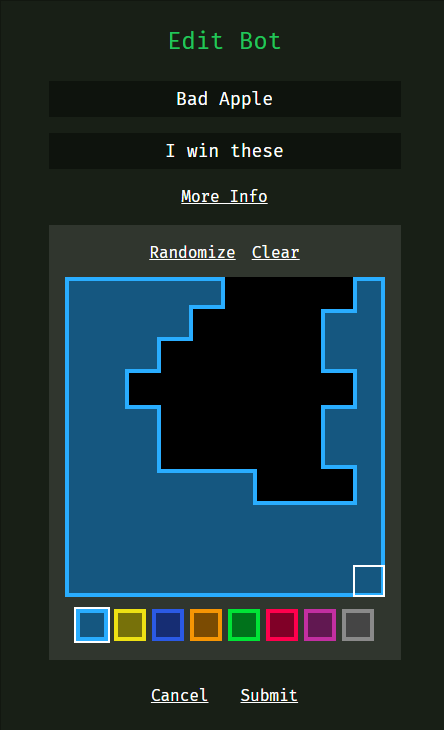 Edit Bot
Bad Apple
I win these
More Info
Randomize Clear
Cancel Submit